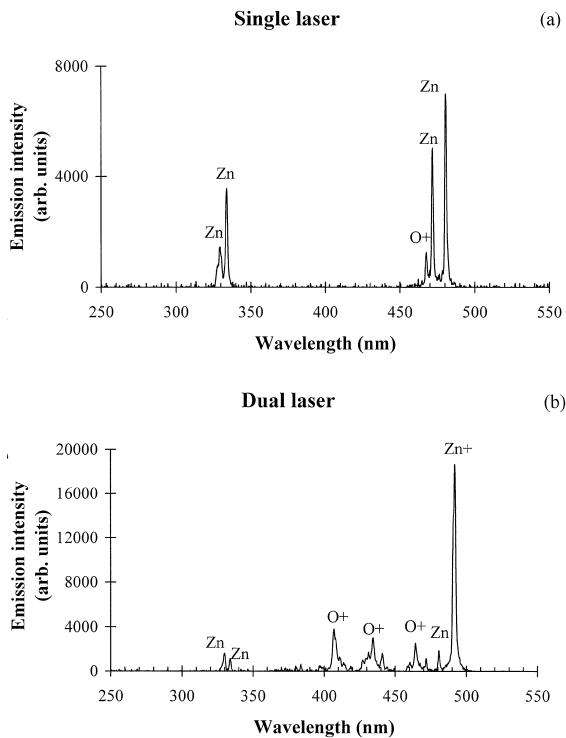 Single laser
(a)
Emission intensity
(arb. units)
8000
4000
0
Zn
Zn
O+
Zn
Zn
250 300 350 400 450 500 550
Wavelength (nm)
Dual laser
(b)
Emission intensity
(arb. units)
20000
16000
12000
8000
4000
0
Zn
Zn
O+
O+
O+
Zn
Zn+
250 300 350 400 450 500 550
Wavelength (nm)